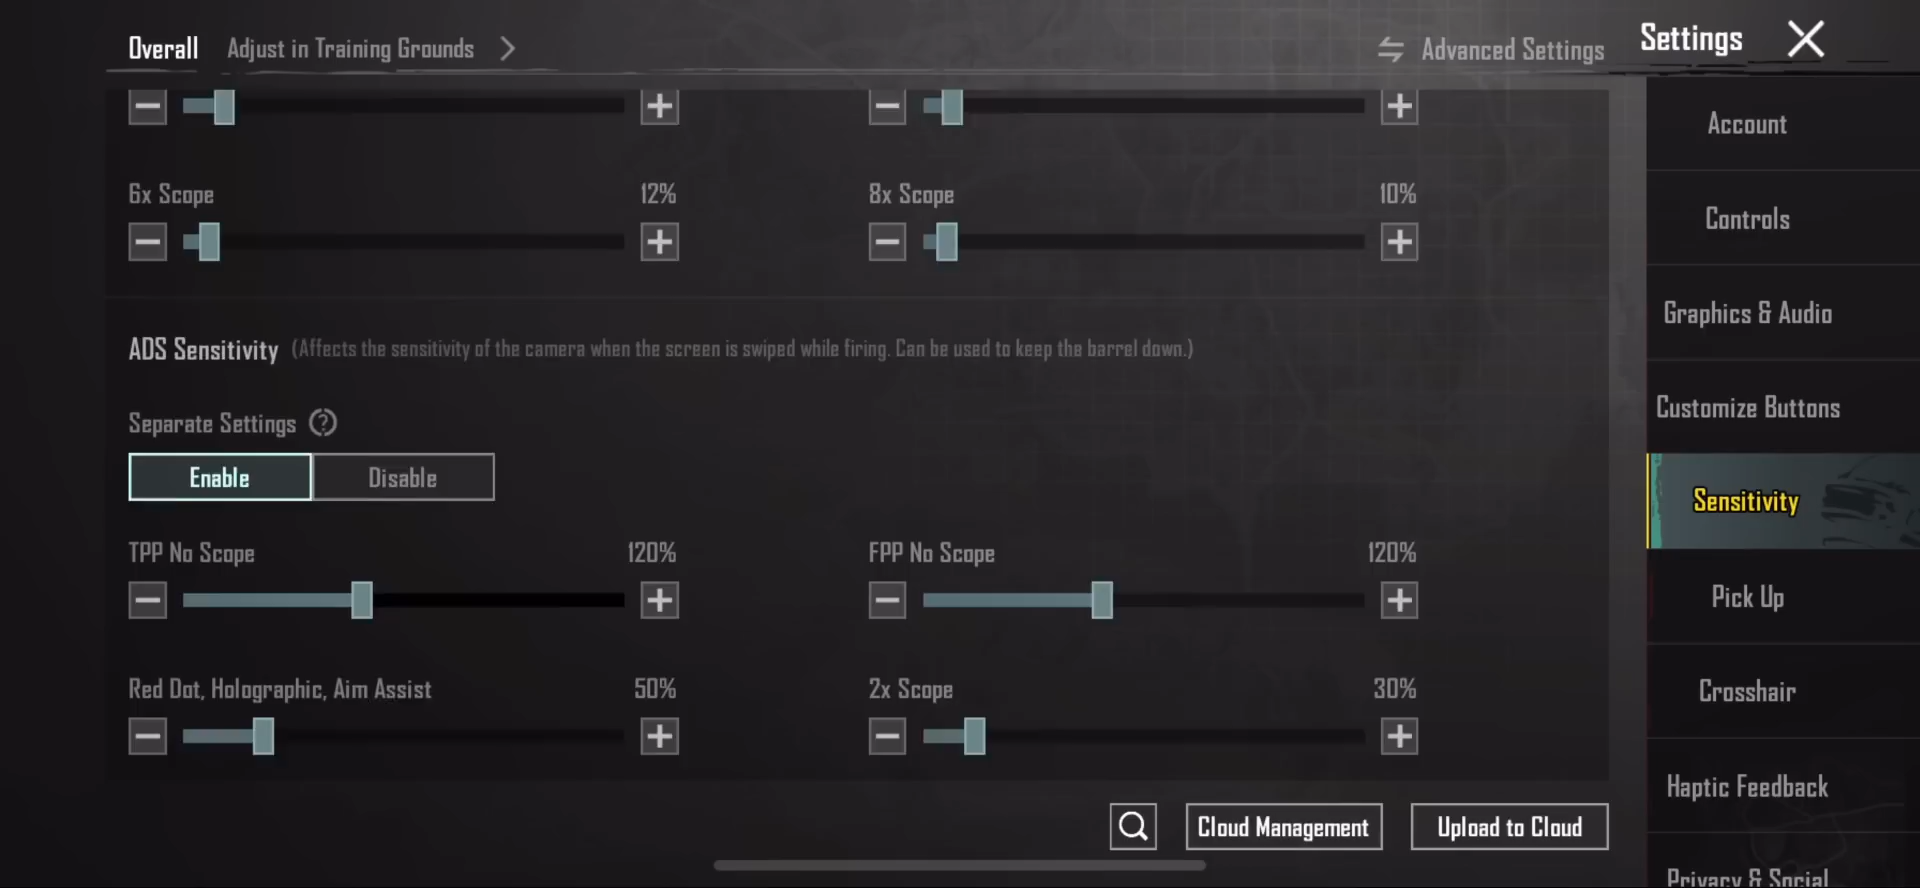 Overall Adjust in Training Grounds
Advanced Settings
Settings
Account
Controls
Graphics & Audio
Customize Buttons
Sensitivity
Pick Up
Crosshair
Haptic Feedback
Privacy & Social
6x Scope 12%
8x Scope 10%
ADS Sensitivity (Affects the sensitivity of the camera when the screen is swiped while firing. Can be used to keep the barrel down.)
Separate Settings ?
Enable Disable
TPP No Scope 120%
FPP No Scope 120%
Red Dot, Holographic, Aim Assist 50%
2x Scope 30%
Cloud Management
Upload to Cloud